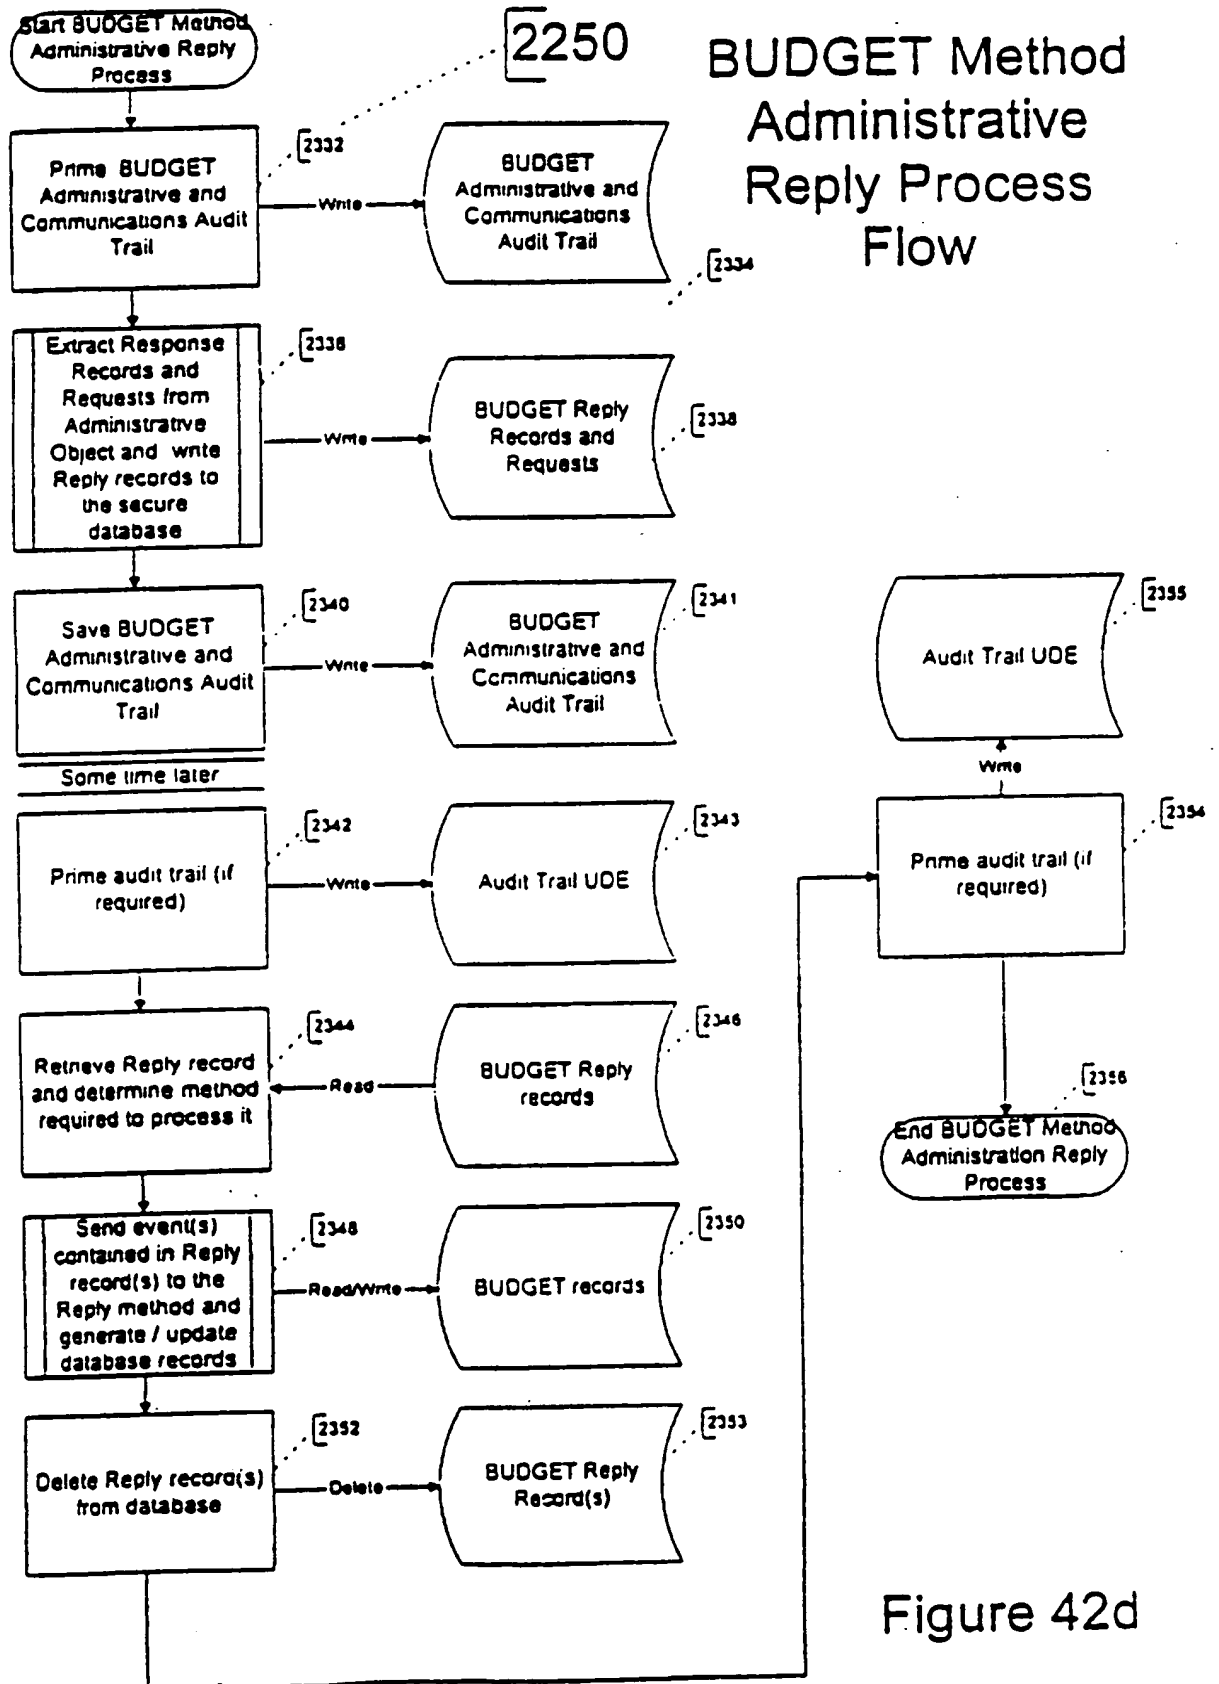 Start BUDGET Method
Administrative Reply
Process
2250
BUDGET Method
Administrative
Reply Process
Flow
Prime BUDGET
Administrative and
Communications Audit
Trail
2332
Write
BUDGET
Administrative and
Communications
Audit Trail
2334
Extract Response
Records and
Requests from
Administrative
Object and write
Reply records to
the secure
database
2336
Write
BUDGET Reply
Records and
Requests
2338
Save BUDGET
Administrative and
Communications Audit
Trail
2340
Write
BUDGET
Administrative and
Communications
Audit Trail
2341
Some time later
Prime audit trail (if
required)
2342
Write
Audit Trail UDE
2343
Retrieve Reply record
and determine method
required to process it
2344
Read
BUDGET Reply
records
2346
Send event(s)
contained in Reply
record(s) to the
Reply method and
generate / update
database records
2348
Read/Write
BUDGET records
2350
Delete Reply record(s)
from database
2352
Delete
BUDGET Reply
Record(s)
2353
Audit Trail UDE
2355
Write
Prime audit trail (if
required)
2354
2356
End BUDGET Method
Administration Reply
Process
Figure 42d